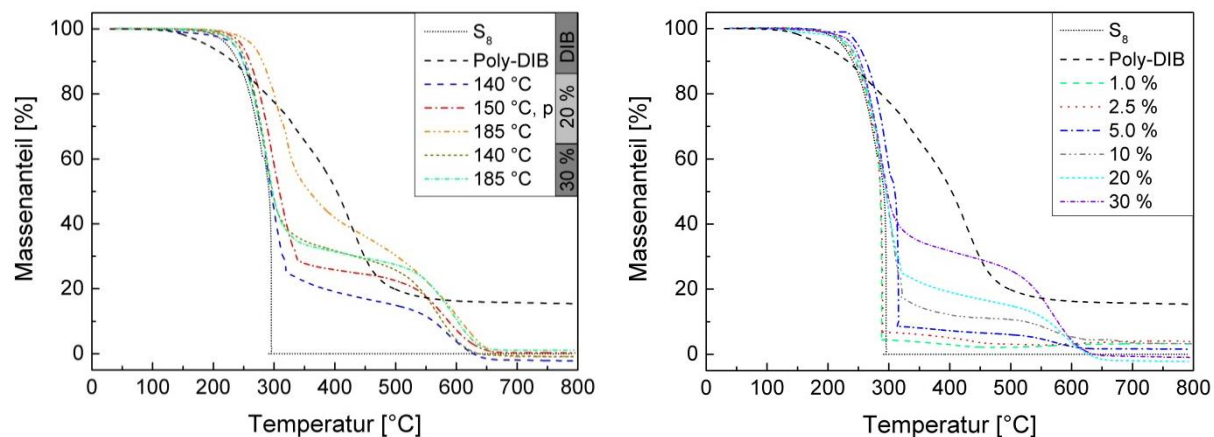 100
80
60
40
20
0
Massenanteil [%]
0 100 200 300 400 500 600 700 800
Temperatur [°C]
S₈
Poly-DIB
140 °C
150 °C, p
185 °C
140 °C
185 °C
DIB
20 %
30 %
100
80
60
40
20
0
Massenanteil [%]
0 100 200 300 400 500 600 700 800
Temperatur [°C]
S₈
Poly-DIB
1.0 %
2.5 %
5.0 %
10 %
20 %
30 %